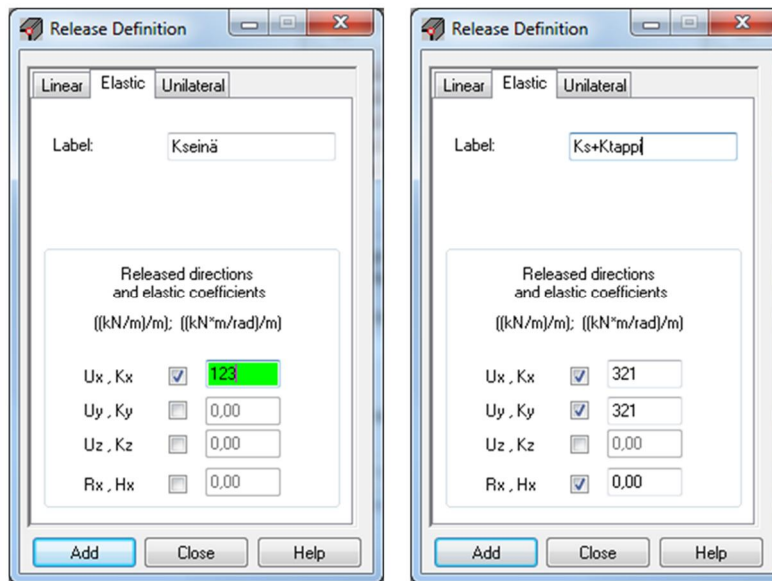 Release Definition
Linear Elastic Unilateral
Label: Kseinä
Released directions
and elastic coefficients
((kN/m)/m); ((kN*m/rad)/m)
Ux , Kx 123
Uy , Ky 0,00
Uz , Kz 0,00
Rx , Hx 0,00
Add Close Help
Release Definition
Linear Elastic Unilateral
Label: Ks+Ktappi
Released directions
and elastic coefficients
((kN/m)/m); ((kN*m/rad)/m)
Ux , Kx 321
Uy , Ky 321
Uz , Kz 0,00
Rx , Hx 0,00
Add Close Help